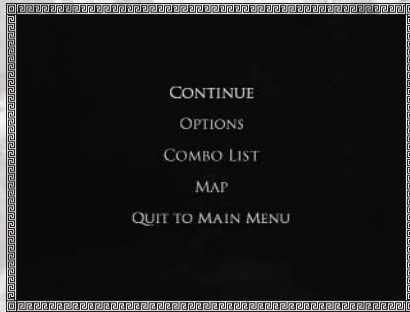 Continue
Options
Combo List
Map
Quit to Main Menu